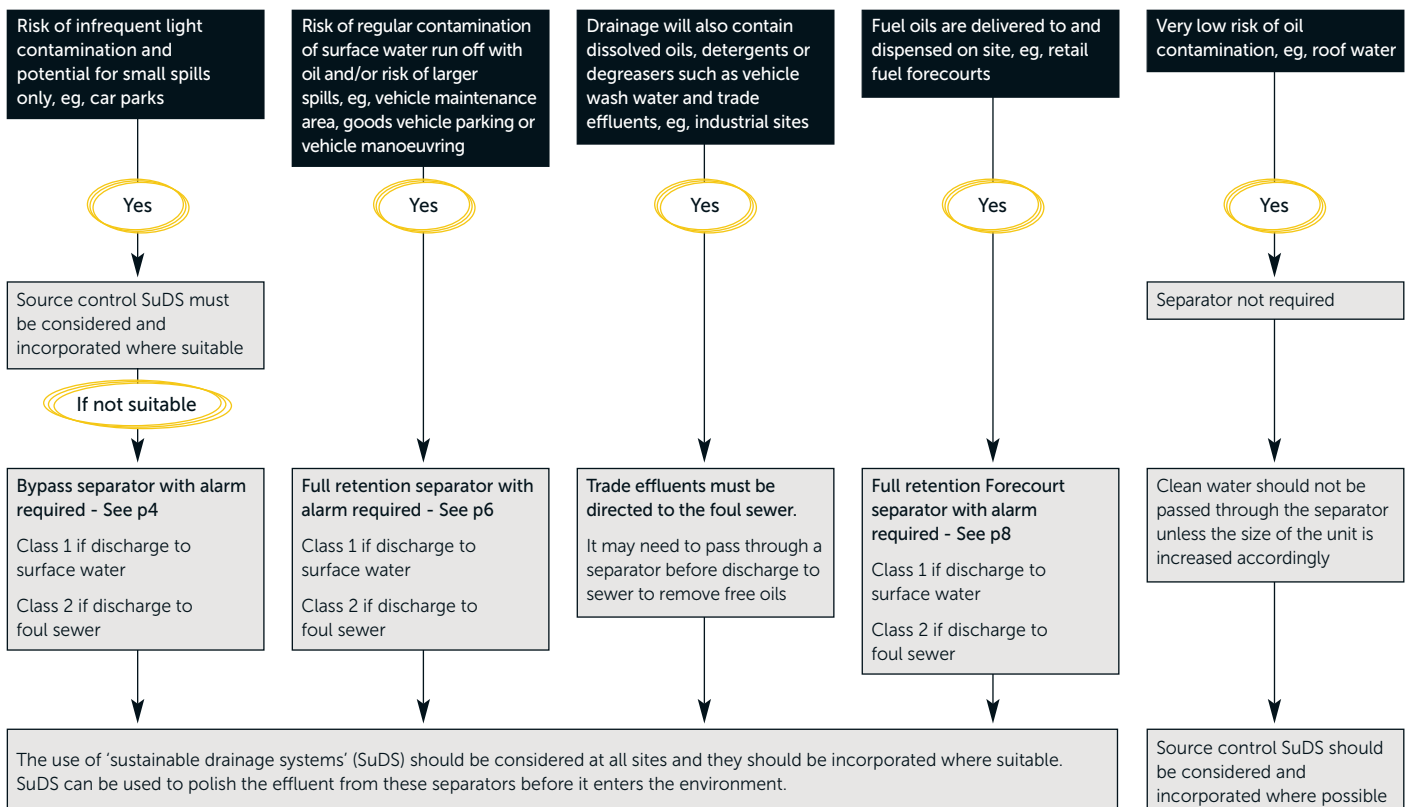 Risk of infrequent light
contamination and
potential for small spills
only, eg, car parks
Yes
Source control SuDS must
be considered and
incorporated where suitable
If not suitable
Bypass separator with alarm
required - See p4
Class 1 if discharge to
surface water
Class 2 if discharge to
foul sewer
Risk of regular contamination
of surface water run off with
oil and/or risk of larger
spills, eg, vehicle maintenance
area, goods vehicle parking or
vehicle manoeuvring
Yes
Full retention separator with
alarm required - See p6
Class 1 if discharge to
surface water
Class 2 if discharge to
foul sewer
Drainage will also contain
dissolved oils, detergents or
degreasers such as vehicle
wash water and trade
effluents, eg, industrial sites
Yes
Trade effluents must be
directed to the foul sewer.
It may need to pass through a
separator before discharge to
sewer to remove free oils
Fuel oils are delivered to and
dispensed on site, eg, retail
fuel forecourts
Yes
Full retention Forecourt
separator with alarm
required - See p8
Class 1 if discharge to
surface water
Class 2 if discharge to
foul sewer
The use of ‘sustainable drainage systems’ (SuDS) should be considered at all sites and they should be incorporated where suitable.
SuDS can be used to polish the effluent from these separators before it enters the environment.
Very low risk of oil
contamination, eg, roof water
Yes
Separator not required
Clean water should not be
passed through the separator
unless the size of the unit is
increased accordingly
Source control SuDS should
be considered and
incorporated where possible